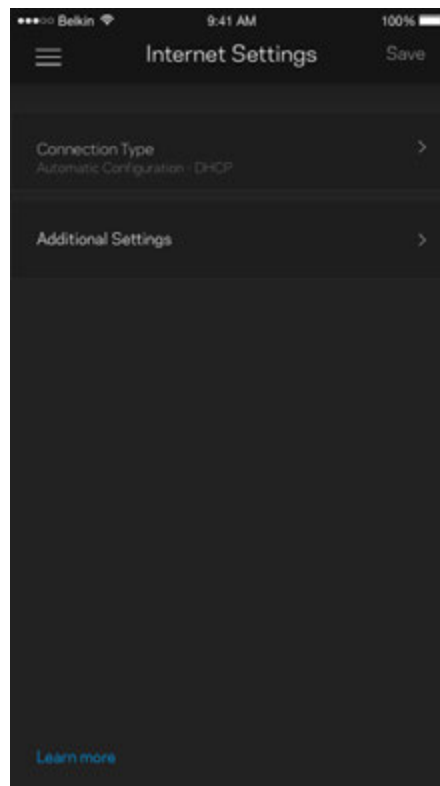 Belkin 9:41 AM 100%
Internet Settings Save
Connection Type
Automatic Configuration - DHCP
Additional Settings
Learn more